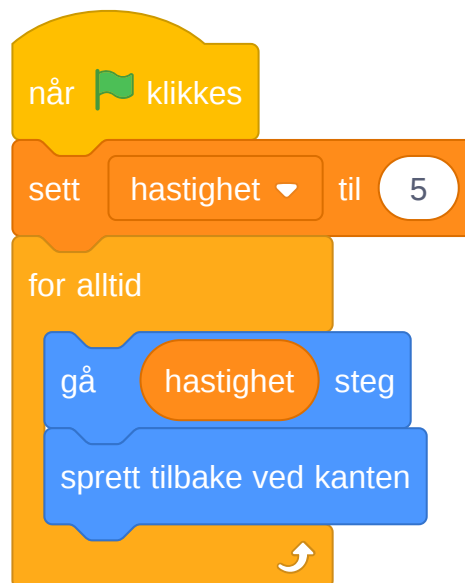 når klikkes
sett hastighet til 5
for alltid
gå hastighet steg
sprett tilbake ved kanten